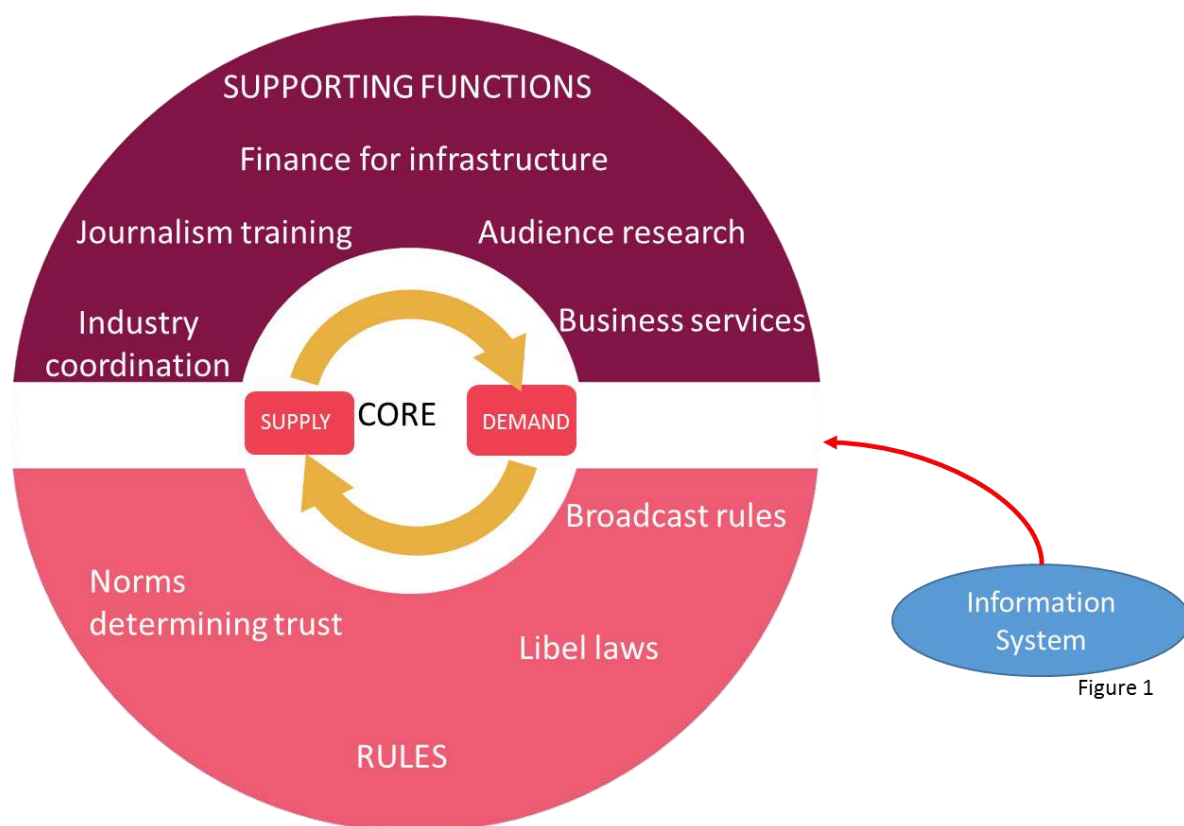 SUPPORTING FUNCTIONS
Finance for infrastructure
Journalism training
Audience research
Industry
coordination
Business services
SUPPLY
CORE
DEMAND
Broadcast rules
Norms
determining trust
Libel laws
RULES
Information
System
Figure 1